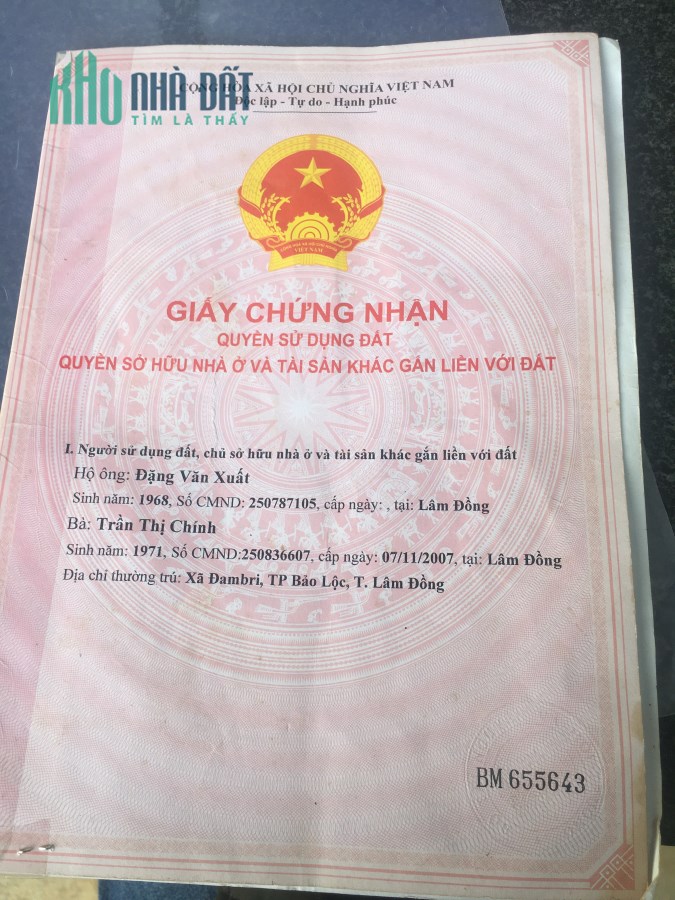 RAO NHÀ ĐẤT
TÌM LÀ THẤY
CỘNG HÒA XÃ HỘI CHỦ NGHĨA VIỆT NAM
Độc lập - Tự do - Hạnh phúc
VIỆT NAM
GIẤY CHỨNG NHẬN
QUYỀN SỬ DỤNG ĐẤT
QUYỀN SỞ HỮU NHÀ Ở VÀ TÀI SẢN KHÁC GẮN LIỀN VỚI ĐẤT
I. Người sử dụng đất, chủ sở hữu nhà ở và tài sản khác gắn liền với đất
Hộ ông: Đặng Văn Xuất
Sinh năm: 1968, Số CMND: 250787105, cấp ngày: , tại: Lâm Đồng
Bà: Trần Thị Chính
Sinh năm: 1971, Số CMND:250836607, cấp ngày: 07/11/2007, tại: Lâm Đồng
Địa chỉ thường trú: Xã Đambri, TP Bảo Lộc, T. Lâm Đồng
BM 655643